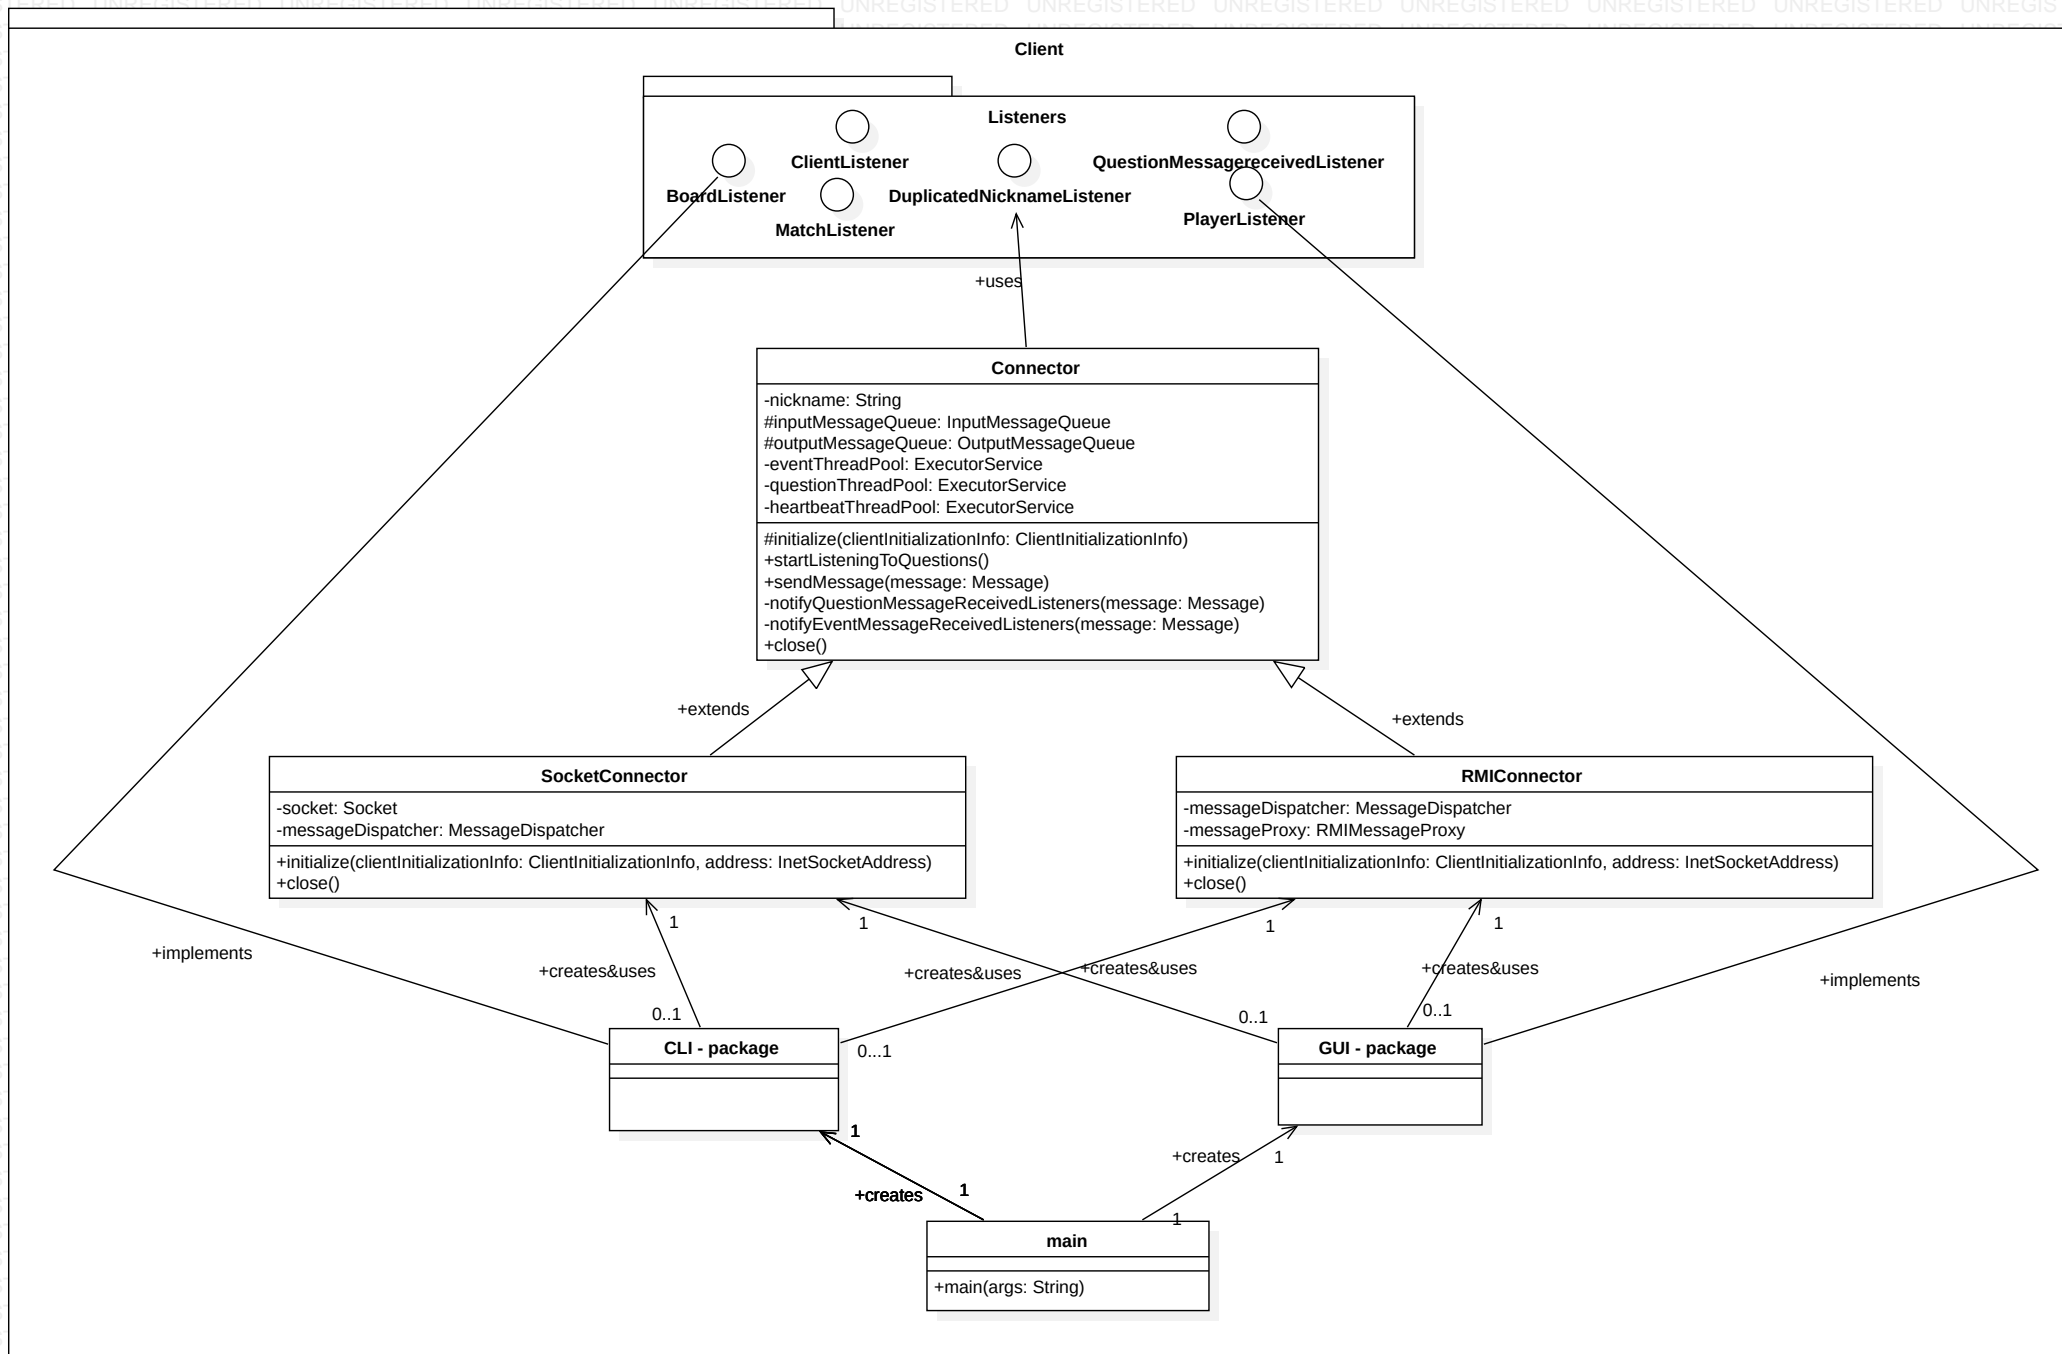 UNREGISTERED UNREGISTERED UNREGISTERED UNREGISTERED UNREGISTERED UNREGISTERED
Client
Listeners
ClientListener
QuestionMessagereceivedListener
BoardListener
DuplicatedNicknameListener
MatchListener
PlayerListener
+uses
Connector
-nickname: String
#inputMessageQueue: InputMessageQueue
#outputMessageQueue: OutputMessageQueue
-eventThreadPool: ExecutorService
-questionThreadPool: ExecutorService
-heartbeatThreadPool: ExecutorService
#initialize(clientInitializationInfo: ClientInitializationInfo)
+startListeningToQuestions()
+sendMessage(message: Message)
-notifyQuestionMessageReceivedListeners(message: Message)
-notifyEventMessageReceivedListeners(message: Message)
+close()
+extends
+extends
SocketConnector
-socket: Socket
-messageDispatcher: MessageDispatcher
+initialize(clientInitializationInfo: ClientInitializationInfo, address: InetSocketAddress)
+close()
RMIConnector
-messageDispatcher: MessageDispatcher
-messageProxy: RMIMessageProxy
+initialize(clientInitializationInfo: ClientInitializationInfo, address: InetSocketAddress)
+close()
1
1
1
1
+implements
+creates&uses
+creates&uses
+creates&uses
+creates&uses
+implements
0..1
0...1
0..1
0..1
CLI - package
GUI - package
1
+creates
1
+creates
1
1
main
+main(args: String)